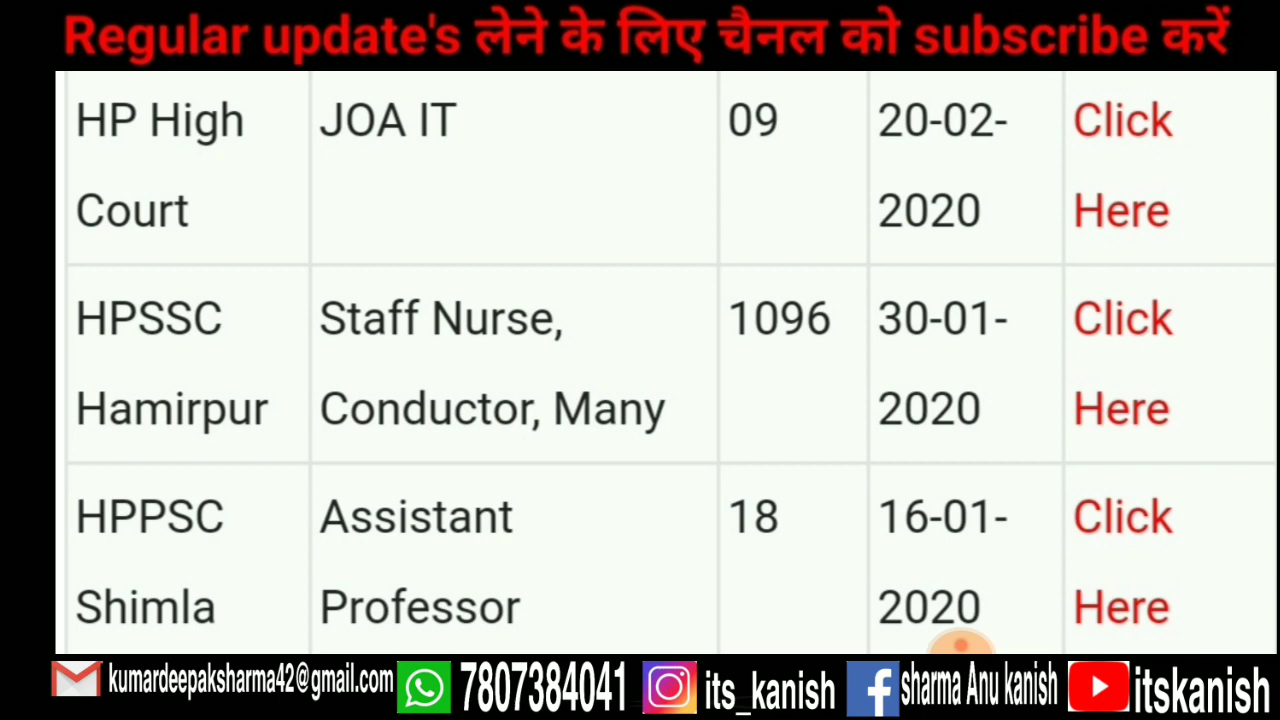 Regular update's लेने के लिए चैनल को subscribe करें
HP High JOA IT 09 20-02- Click
Court 2020 Here
HPSSC Staff Nurse, 1096 30-01- Click
Hamirpur Conductor, Many 2020 Here
HPPSC Assistant 18 16-01- Click
Shimla Professor 2020 Here
kumardeepaksharma42@gmail.com 7807384041 its_kanish sharma Anu kanish itskanish